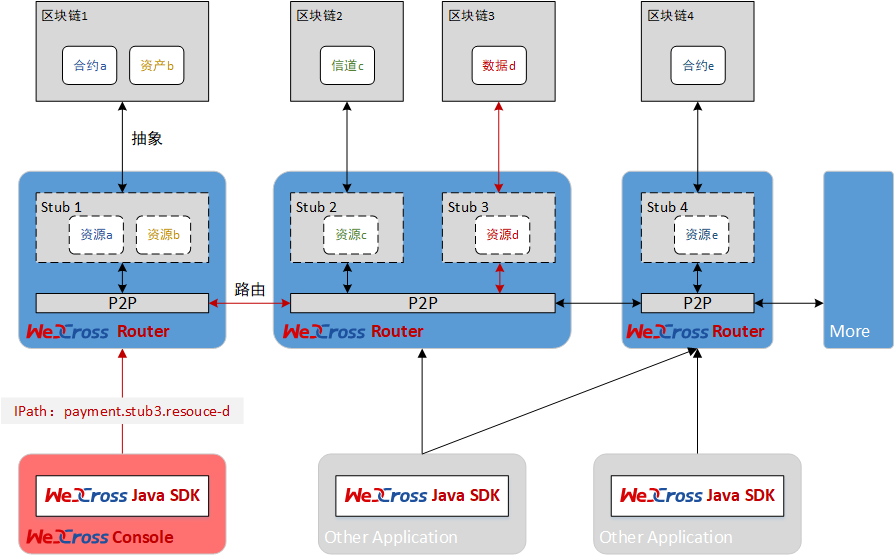 区块链1
区块链2
区块链3
区块链4
合约a
资产b
信道c
数据d
合约e
抽象
Stub 1
Stub 2
Stub 3
Stub 4
资源a
资源b
资源c
资源d
资源e
路由
P2P
P2P
P2P
WeCross Router
WeCross Router
WeCross Router
More
IPath：payment.stub3.resouce-d
WeCross Java SDK
WeCross Java SDK
WeCross Java SDK
WeCross Console
Other Application
Other Application